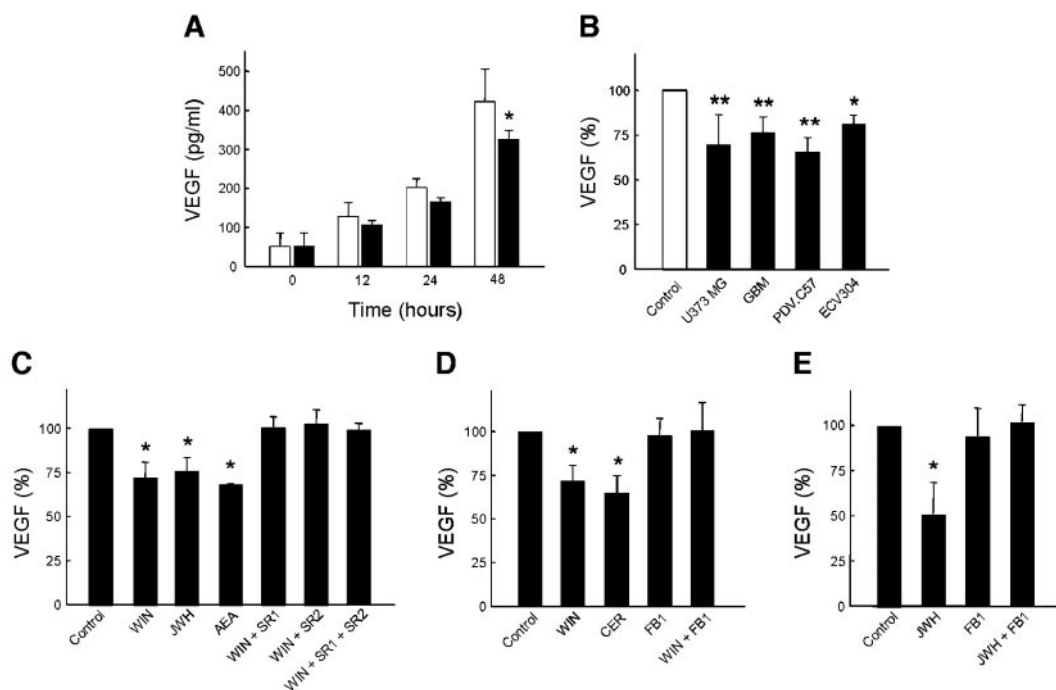 A
VEGF (pg/ml)
500
400
300
200
100
0
*
0 12 24 48
Time (hours)
B
VEGF (%)
100
75
50
25
0
** ** ** *
Control U373 MG GBM PDV.C57 ECV304
C
VEGF (%)
100
75
50
25
0
* * *
Control WIN JWH AEA WIN + SR1 WIN + SR2 WIN + SR1 + SR2
D
VEGF (%)
100
75
50
25
0
* *
Control WIN CER FB1 WIN + FB1
E
VEGF (%)
100
75
50
25
0
*
Control JWH FB1 JWH + FB1